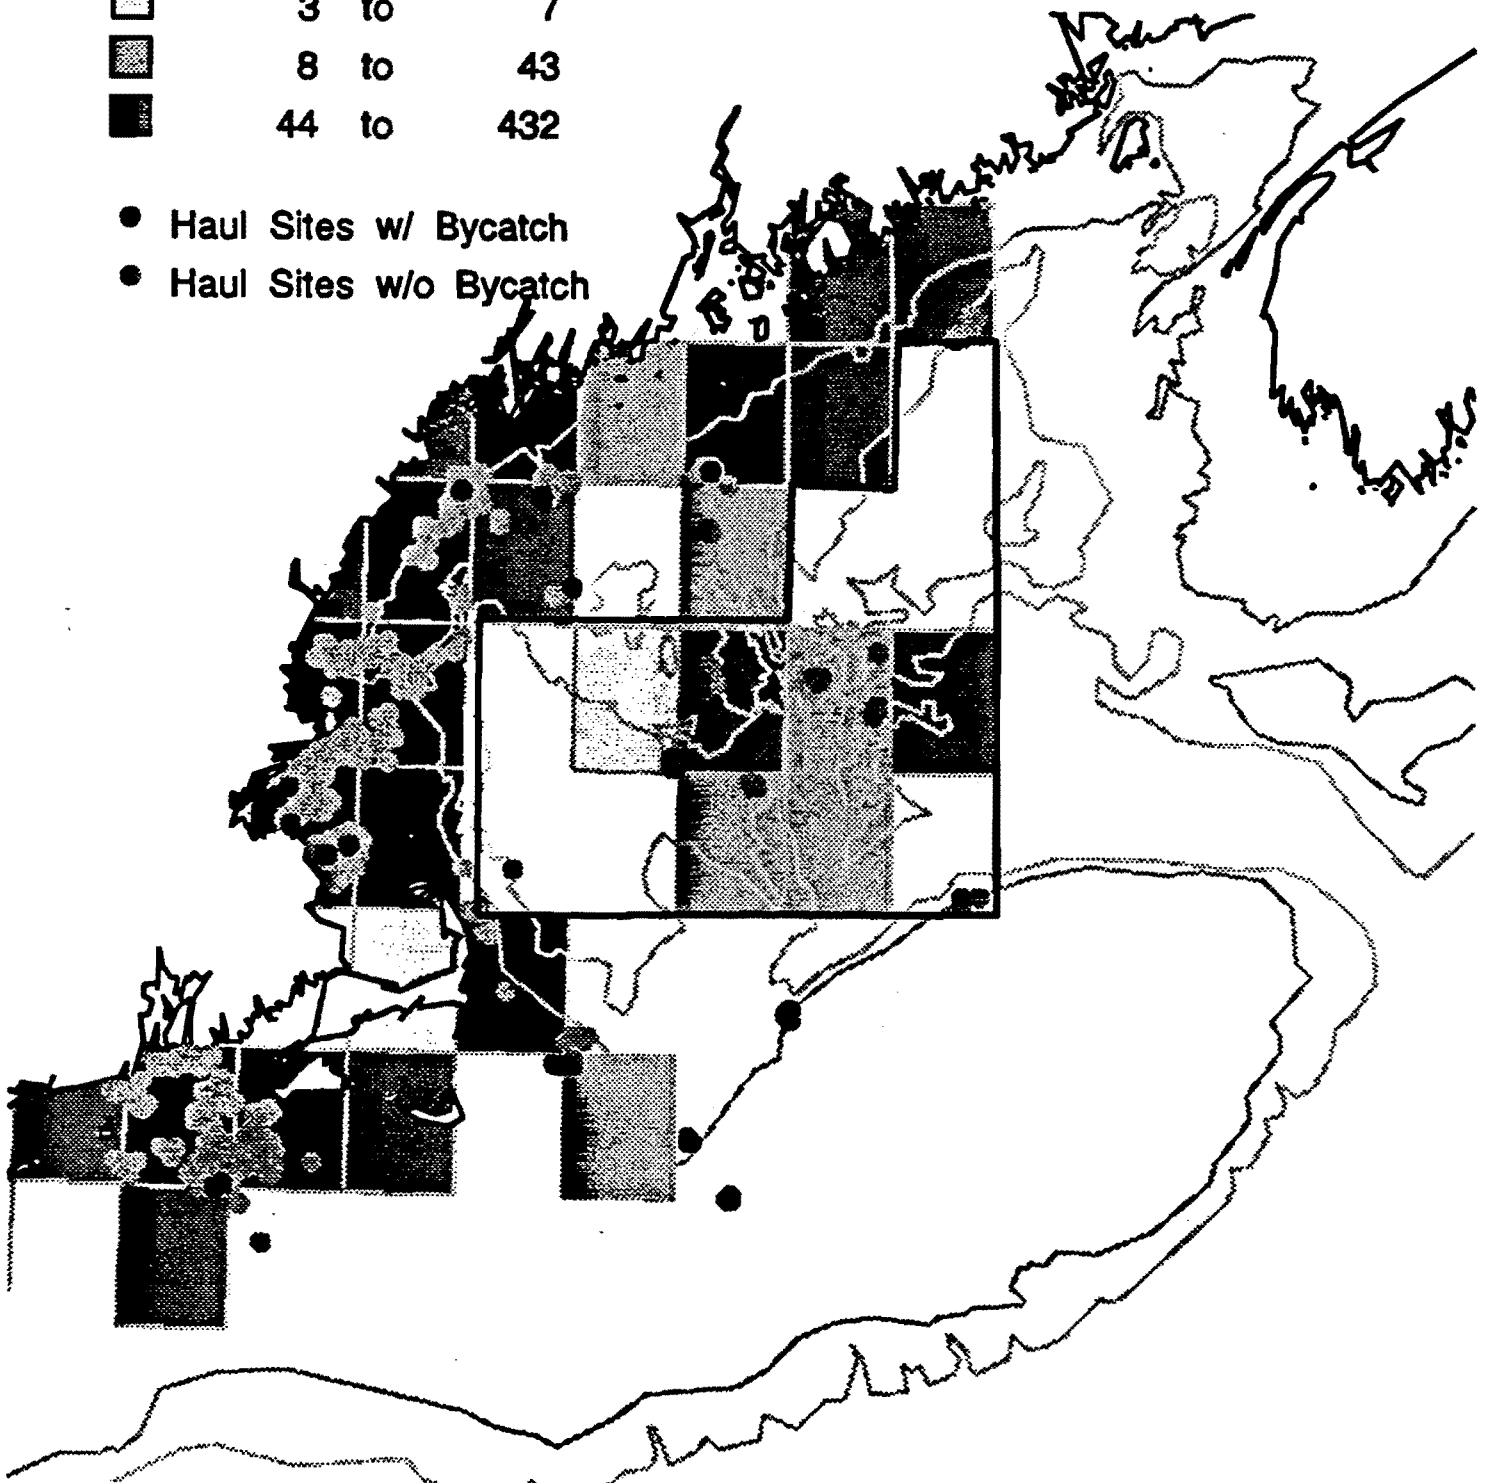 3 to 7
8 to 43
44 to 432
Haul Sites w/ Bycatch
Haul Sites w/o Bycatch